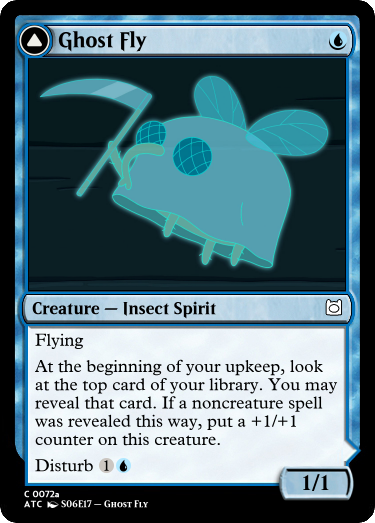 Ghost Fly
Creature — Insect Spirit
Flying
At the beginning of your upkeep, look
at the top card of your library. You may
reveal that card. If a noncreature spell
was revealed this way, put a +1/+1
counter on this creature.
Disturb 1
1/1
C 0072a
ATC S06E17 – Ghost Fly